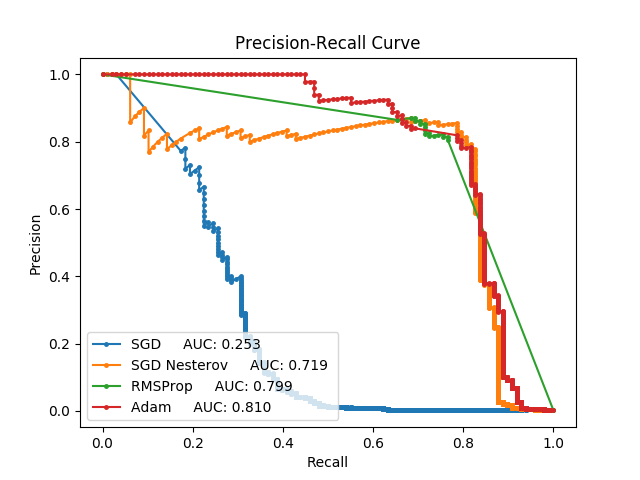 Precision-Recall Curve
1.0
0.8
0.6
0.4
0.2
0.0
Precision
SGD AUC: 0.253
SGD Nesterov AUC: 0.719
RMSProp AUC: 0.799
Adam AUC: 0.810
0.0 0.2 0.4 0.6 0.8 1.0
Recall